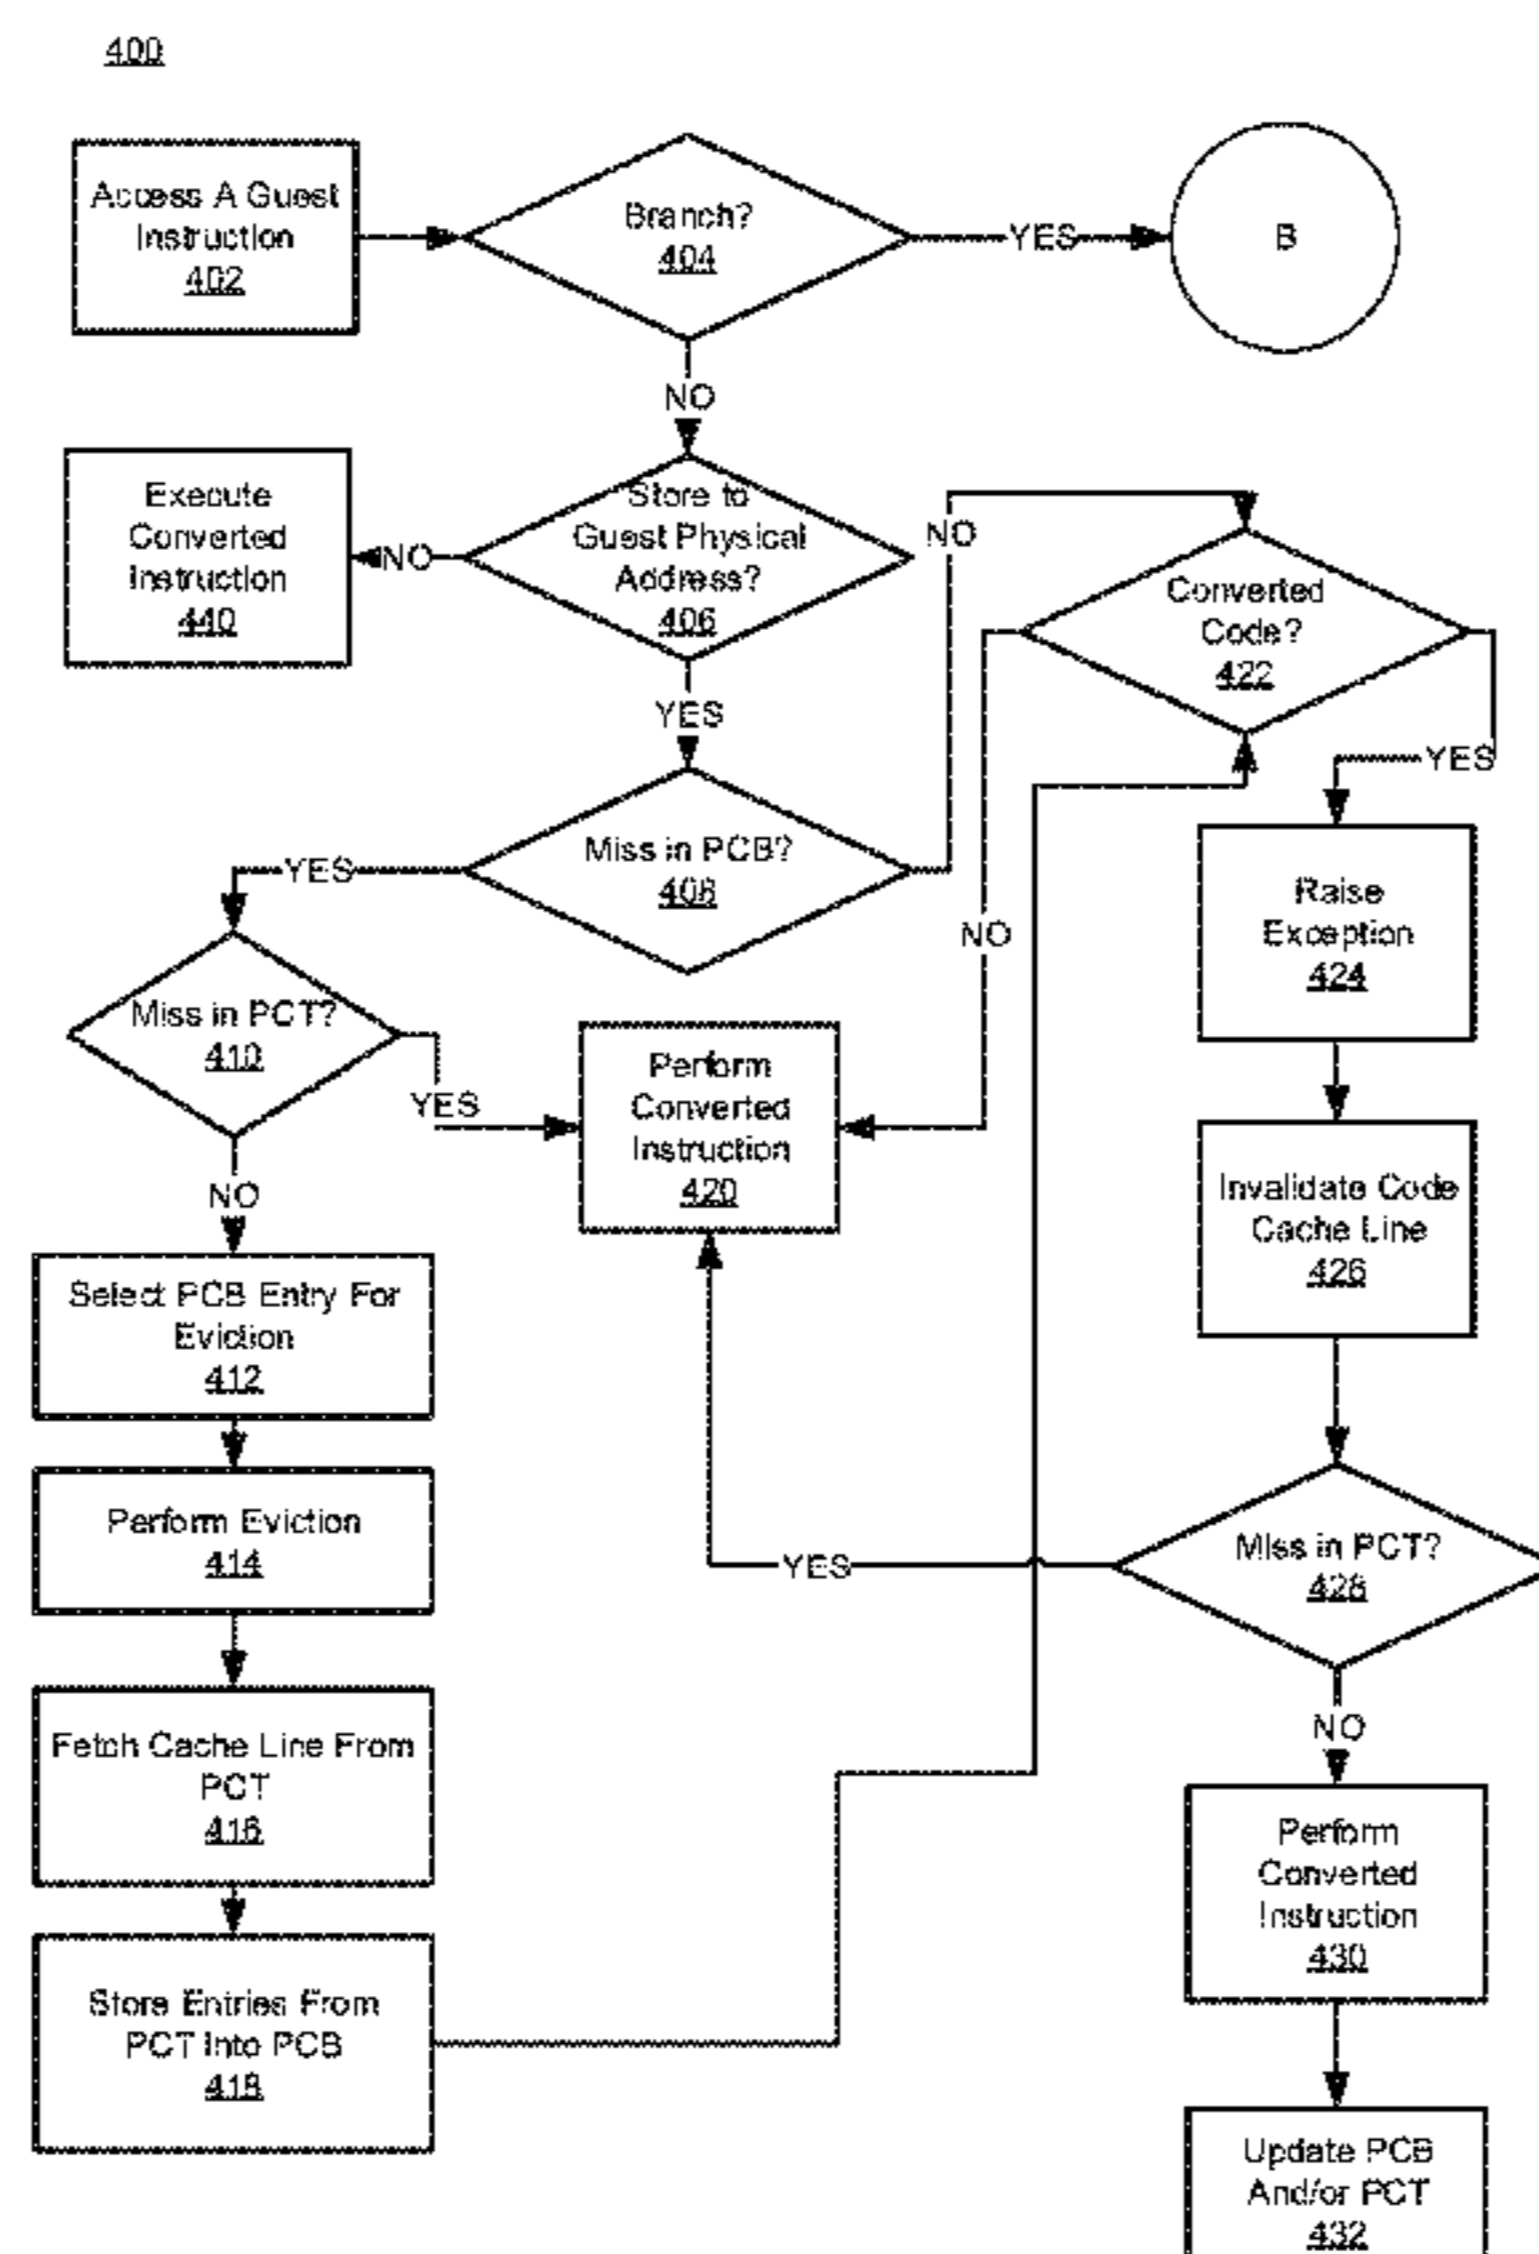 400
Access A Guest
Instruction
402
Branch?
404
YES
B
NO
Execute
Converted
Instruction
440
NO
Store to
Guest Physical
Address?
406
NO
Converted
Code?
422
YES
YES
Miss in PCB?
408
YES
NO
Raise
Exception
424
Miss in PCT?
410
YES
Perform
Converted
Instruction
420
NO
Invalidate Code
Cache Line
426
Select PCB Entry For
Eviction
412
Perform Eviction
414
YES
Miss in PCT?
428
Fetch Cache Line From
PCT
416
NO
Perform
Converted
Instruction
430
Store Entries From
PCT Into PCB
418
Update PCB
And/or PCT
432